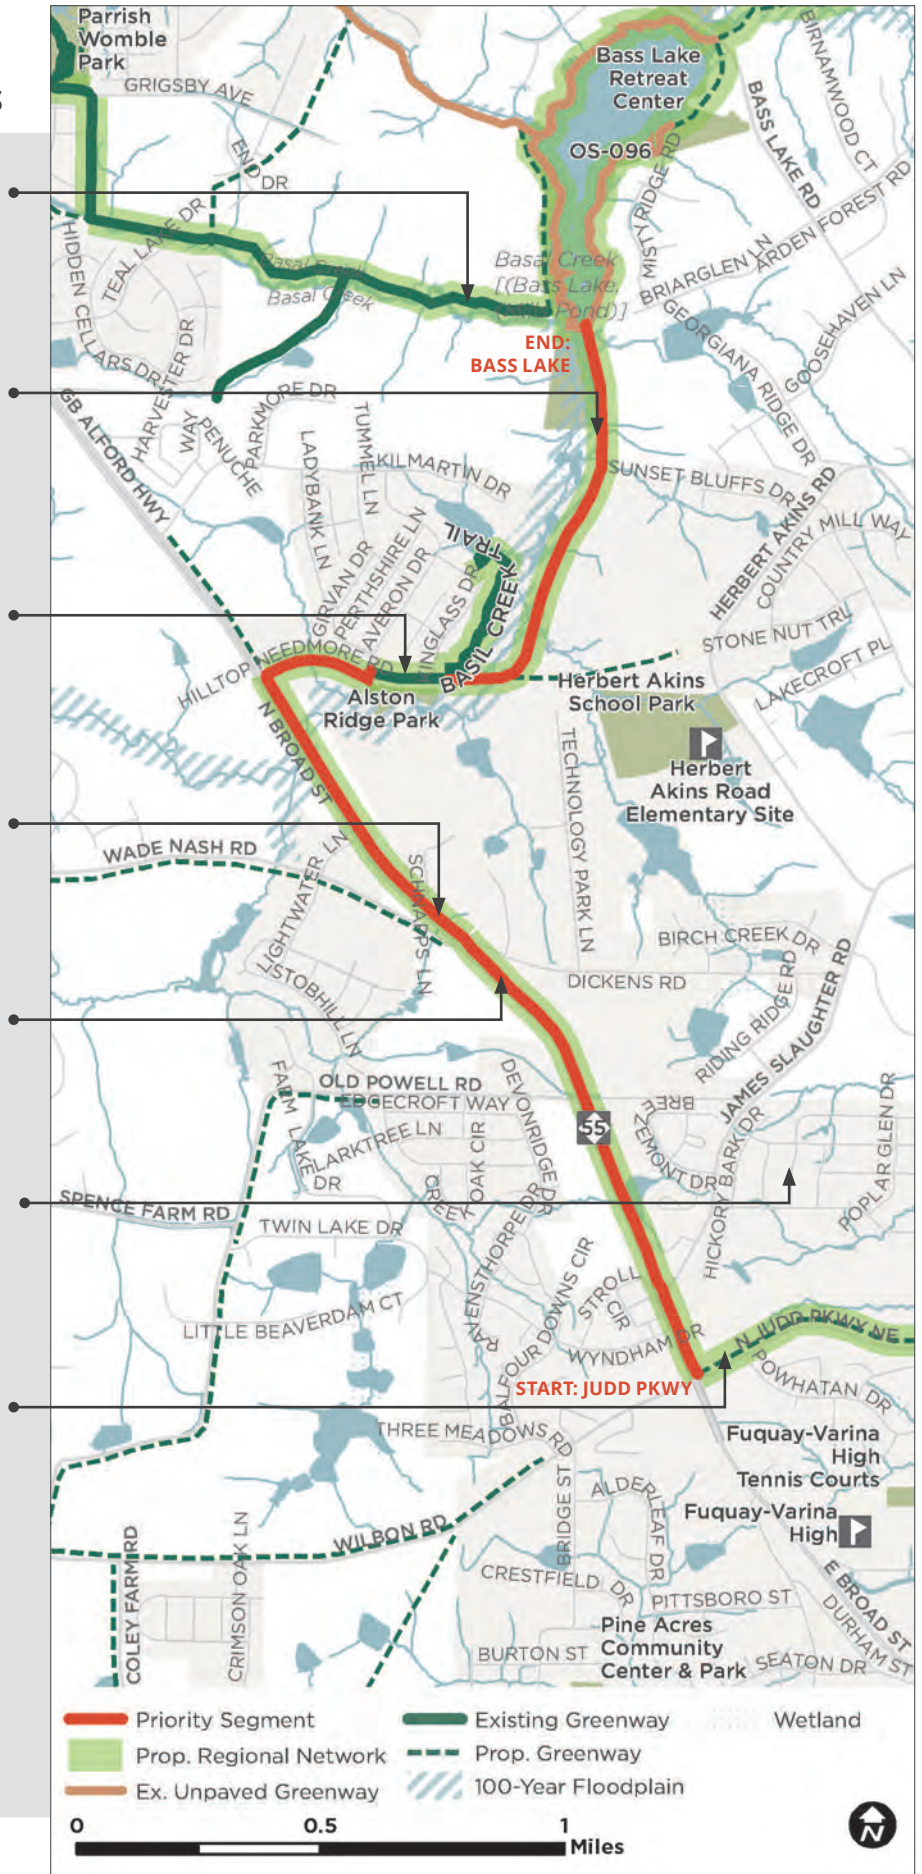 S
Parrish
Womble
Park
GRIGSBY AVE
END DR
TEAL LAKE DR
HIDDEN CELLARS DR
HARVESTER DR
Basal Creek
Basal Creek
Bass Lake
Retreat
Center
OS-096
BASS LAKE RD
BIRNAMWOOD CT
ARDEN FOREST RD
MISTY RIDGE RD
BRIARGLEN LN
GOOSEHAVEN LN
GEORGIANA RIDGE DR
Basal Creek
[(Bass Lake,
(Mills Pond)]
END:
BASS LAKE
GB ALFORD HWY
WAY
PENUCHE
PARKMORE DR
LADYBANK LN
TUMMEL LN
KILMARTIN DR
SUNSET BLUFFS DR
HERBERT AKINS RD
COUNTRY MILL WAY
GIRVAN DR
PERTHSHIRE LN
AVERON DR
KINGLASS DR
BASIL CREEK TRAIL
STONE NUT TRL
LAKECROFT PL
HILLTOP NEEDMORE RD
Alston
Ridge Park
Herbert Akins
School Park
N BROAD ST
TECHNOLOGY PARK LN
Herbert
Akins Road
Elementary Site
WADE NASH RD
LIGHTWATER LN
SCHNAPPS LN
LISTOBHILL LN
BIRCH CREEK DR
DICKENS RD
RIDING RIDGE RD
JAMES SLAUGHTER RD
FARM LAKE DR
OLD POWELL RD
EDGECROFT WAY
DEVONRIDGE DR
LARKTREE LN
OAK CIR
CREEK
55
BREEZEMONT DR
HICKORY BARK DR
POPLAR GLEN DR
SPENCE FARM RD
TWIN LAKE DR
RAVENSTHORPE DR
BALFOUR DOWNS CIR
STROLL CIR
LITTLE BEAVERDAM CT
WYNDHAM DR
N JUDD PKWY NE
START: JUDD PKWY
POWHATAN DR
THREE MEADOWS RD
Fuquay-Varina
High
Tennis Courts
Fuquay-Varina
High
WILBON RD
BRIDGE ST
ALDERLEAF DR
COLEY FARM RD
CRIMSON OAK LN
CRESTFIELD DR
PITTSBORO ST
E BROAD ST
DURHAM ST
Pine Acres
Community
Center & Park
BURTON ST
SEATON DR
Priority Segment
Existing Greenway
Wetland
Prop. Regional Network
Prop. Greenway
Ex. Unpaved Greenway
100-Year Floodplain
0 0.5 1
Miles
N